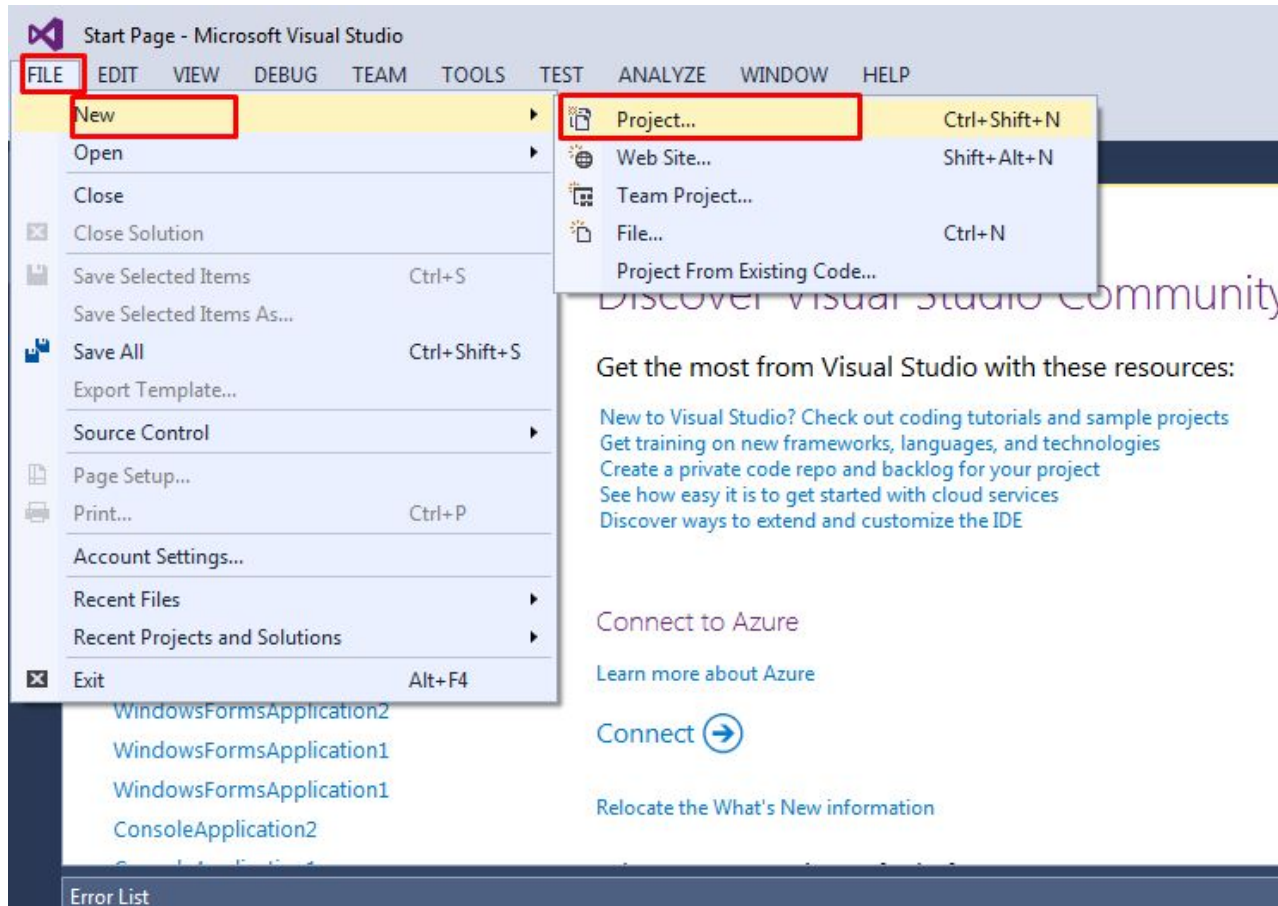 Start Page - Microsoft Visual Studio
FILE EDIT VIEW DEBUG TEAM TOOLS TEST ANALYZE WINDOW HELP
New
Open
Close
Close Solution
Save Selected Items Ctrl+S
Save Selected Items As...
Save All Ctrl+Shift+S
Export Template...
Source Control
Page Setup...
Print... Ctrl+P
Account Settings...
Recent Files
Recent Projects and Solutions
Exit Alt+F4
Project... Ctrl+Shift+N
Web Site... Shift+Alt+N
Team Project...
File... Ctrl+N
Project From Existing Code...
Discover Visual Studio Community
Get the most from Visual Studio with these resources:
New to Visual Studio? Check out coding tutorials and sample projects
Get training on new frameworks, languages, and technologies
Create a private code repo and backlog for your project
See how easy it is to get started with cloud services
Discover ways to extend and customize the IDE
Connect to Azure
Learn more about Azure
Connect
Relocate the What's New information
WindowsFormsApplication2
WindowsFormsApplication1
WindowsFormsApplication1
ConsoleApplication2
Error List